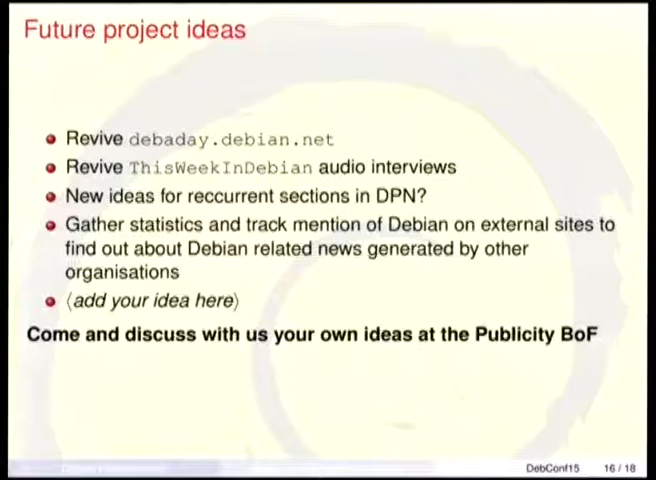 Future project ideas
Revive debaday.debian.net
Revive ThisWeekInDebian audio interviews
New ideas for reccurrent sections in DPN?
Gather statistics and track mention of Debian on external sites to
find out about Debian related news generated by other
organisations
⟨add your idea here⟩
Come and discuss with us your own ideas at the Publicity BoF
DebConf15 16 / 18